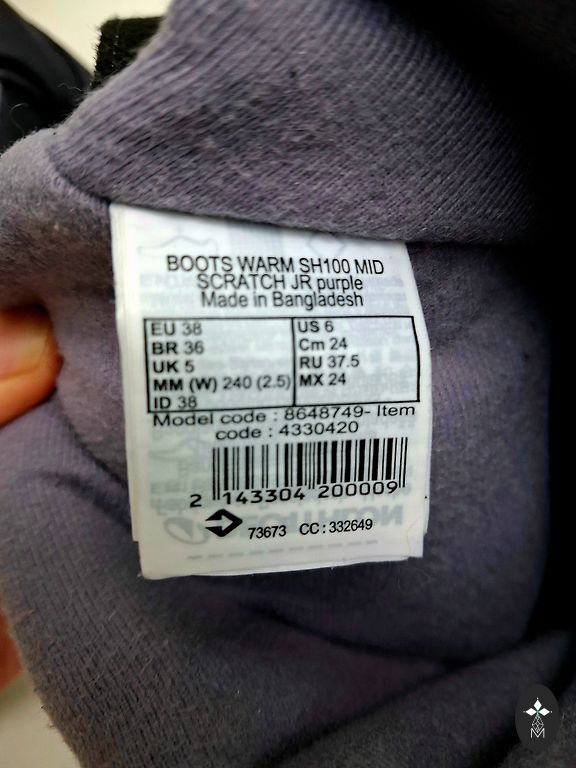 BOOTS WARM SH100 MID
SCRATCH JR purple
Made in Bangladesh
EU 38 US 6
BR 36 Cm 24
UK 5 RU 37.5
MM (W) 240 (2.5) MX 24
ID 38
Model code : 8648749- Item
code : 4330420
2 143304 200009
73673 CC : 332649